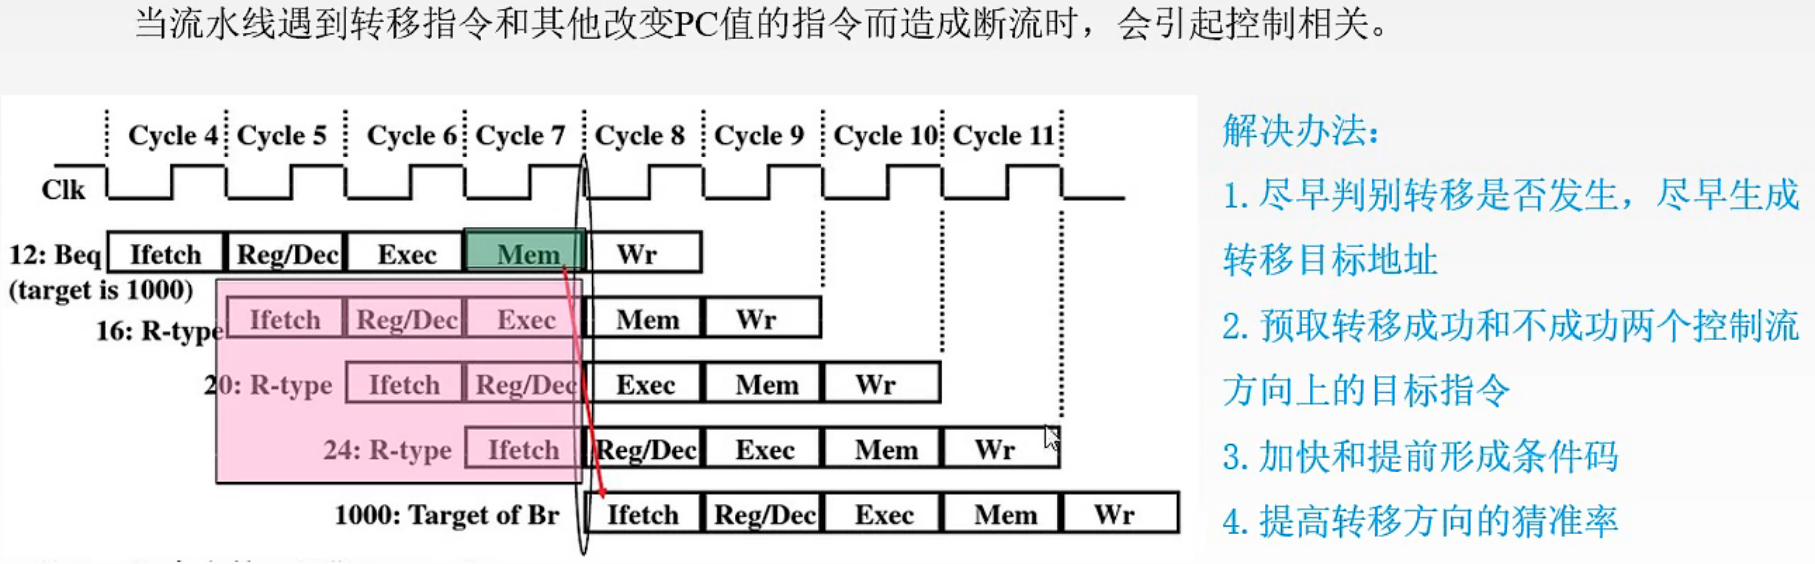 当流水线遇到转移指令和其他改变PC值的指令而造成断流时，会引起控制相关。
Cycle 4 Cycle 5 Cycle 6 Cycle 7 Cycle 8 Cycle 9 Cycle 10 Cycle 11
Clk
12: Beq Ifetch Reg/Dec Exec Mem Wr
(target is 1000)
16: R-type Ifetch Reg/Dec Exec Mem Wr
20: R-type Ifetch Reg/Dec Exec Mem Wr
24: R-type Ifetch Reg/Dec Exec Mem Wr
1000: Target of Br Ifetch Reg/Dec Exec Mem Wr
解决办法:
1. 尽早判别转移是否发生，尽早生成
转移目标地址
2. 预取转移成功和不成功两个控制流
方向上的目标指令
3. 加快和提前形成条件码
4. 提高转移方向的猜准率